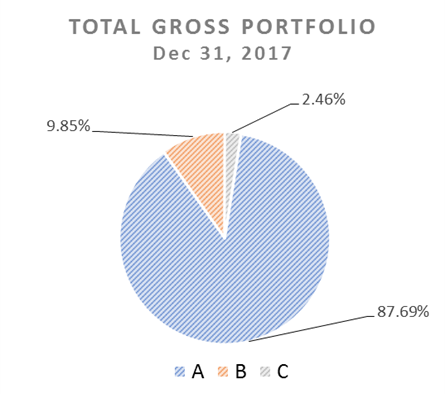 TOTAL GROSS PORTFOLIO
Dec 31, 2017
2.46%
9.85%
87.69%
A B C